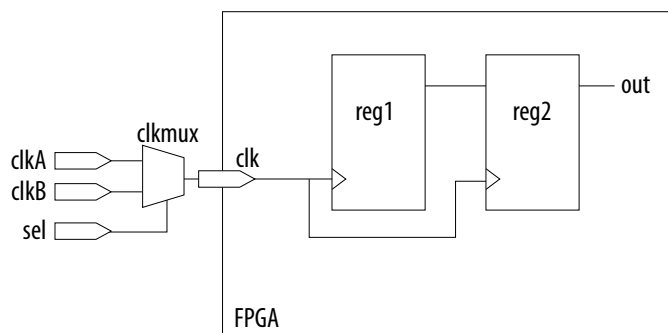 clkmux
clkA
clkB
sel
clk
reg1
reg2
out
FPGA